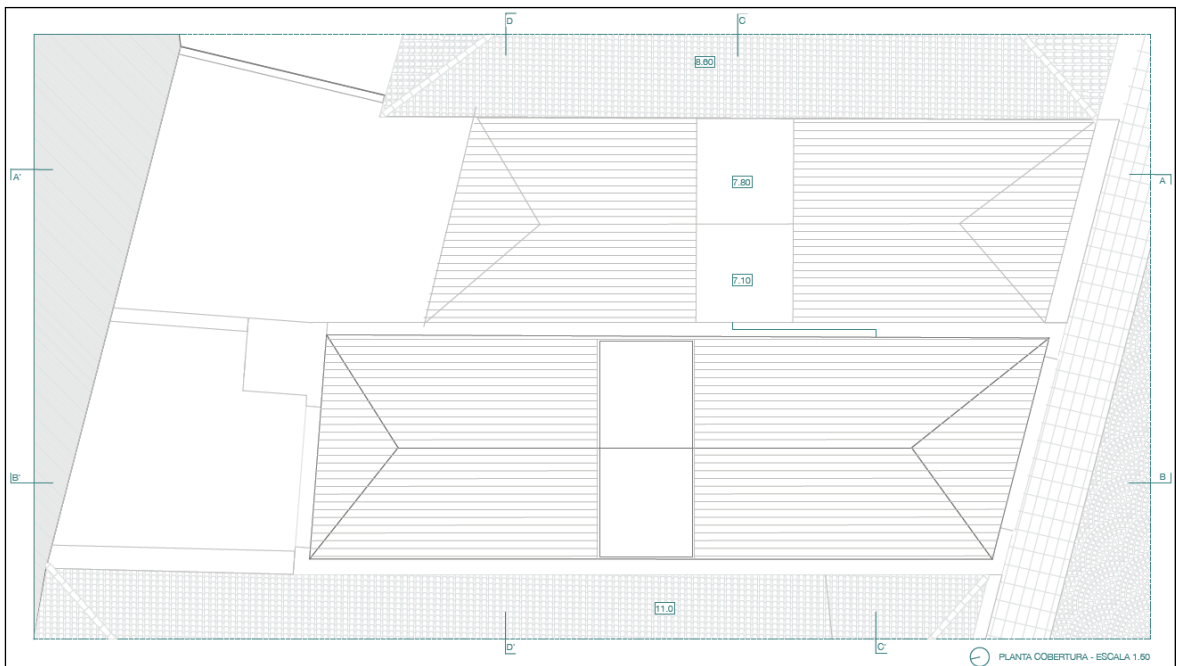 D
C
8.60
A'
7.80
A
7.10
B'
B
11.0
D'
C'
PLANTA COBERTURA - ESCALA 1.50